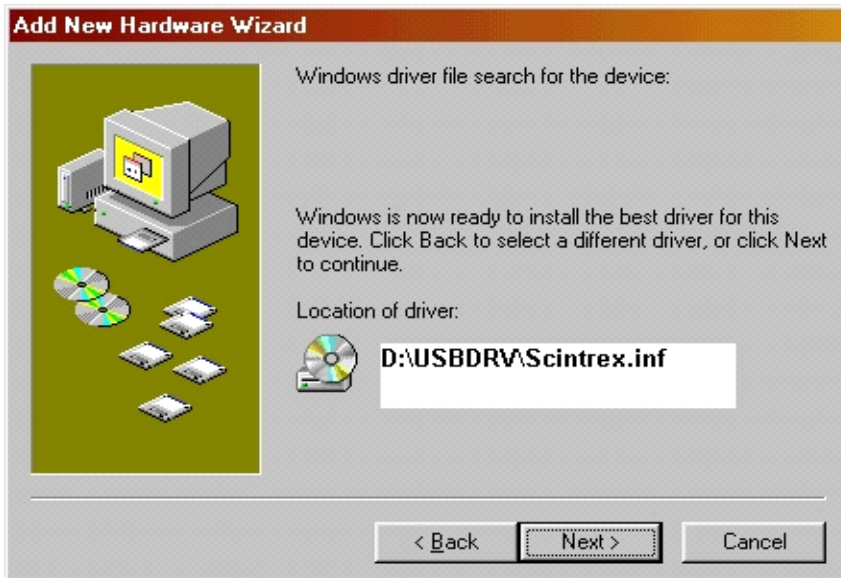 Add New Hardware Wizard
Windows driver file search for the device:
Windows is now ready to install the best driver for this
device. Click Back to select a different driver, or click Next
to continue.
Location of driver:
D:\USBDRV\Scintrex.inf
< Back
Next >
Cancel